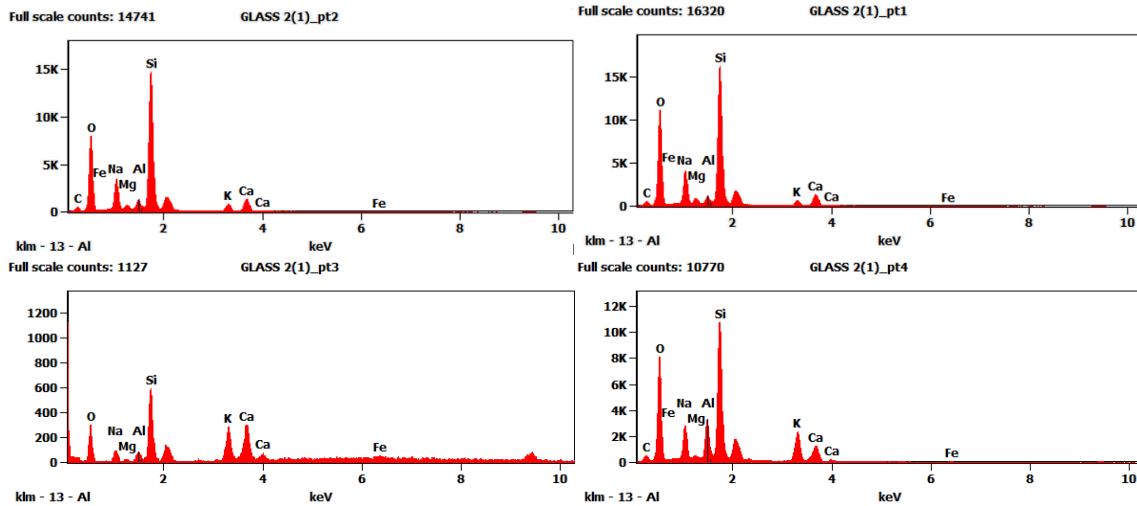 Full scale counts: 14741 GLASS 2(1)_pt2
Si
15K
10K
O
5K
Na
Fe
Al
Mg
C
K
Ca
Ca
Fe
0
2 4 6 8 10
klm - 13 - Al keV
Full scale counts: 16320 GLASS 2(1)_pt1
Si
15K
O
10K
Fe Na Al
5K
Mg
C
K
Ca
Ca
Fe
0
2 4 6 8 10
klm - 13 - Al keV
Full scale counts: 1127 GLASS 2(1)_pt3
1200
1000
800
Si
600
400
O
K Ca
200
Na Al
Mg
Ca
Fe
0
2 4 6 8 10
klm - 13 - Al keV
Full scale counts: 10770 GLASS 2(1)_pt4
12K
Si
10K
O
8K
6K
4K
Fe Na Al
2K
Mg
C
K
Ca
Ca
Fe
0
2 4 6 8 10
klm - 13 - Al keV